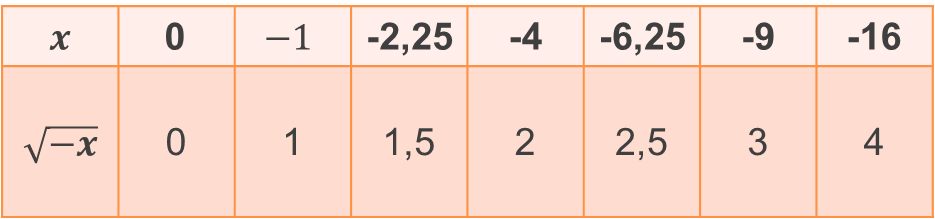 x 0 −1 -2,25 -4 -6,25 -9 -16
√−x 0 1 1,5 2 2,5 3 4